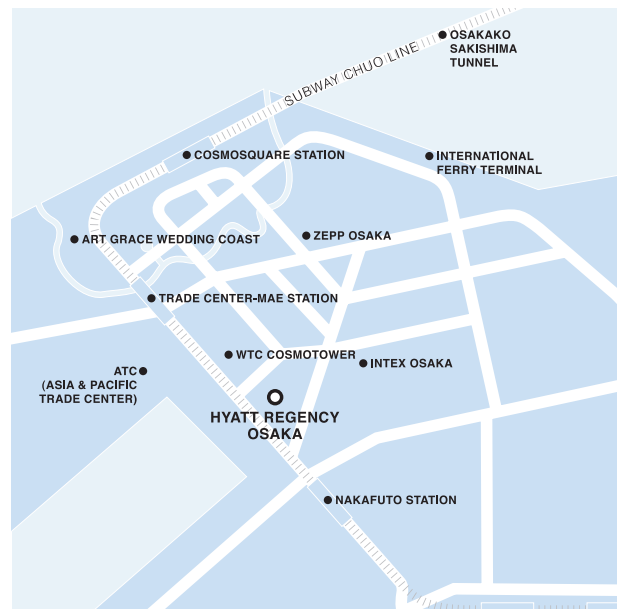 OSAKAKO
SAKISHIMA
TUNNEL
SUBWAY CHUO LINE
COSMOSQUARE STATION
INTERNATIONAL
FERRY TERMINAL
ART GRACE WEDDING COAST
ZEPP OSAKA
TRADE CENTER-MAE STATION
WTC COSMOTOWER
INTEX OSAKA
ATC
(ASIA & PACIFIC
TRADE CENTER)
HYATT REGENCY
OSAKA
NAKAFUTO STATION